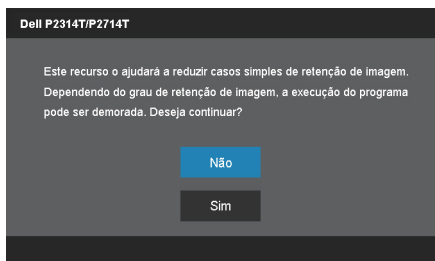 Dell P2314T/P2714T
Este recurso o ajudará a reduzir casos simples de retenção de imagem.
Dependendo do grau de retenção de imagem, a execução do programa
pode ser demorada. Deseja continuar?
Não
Sim